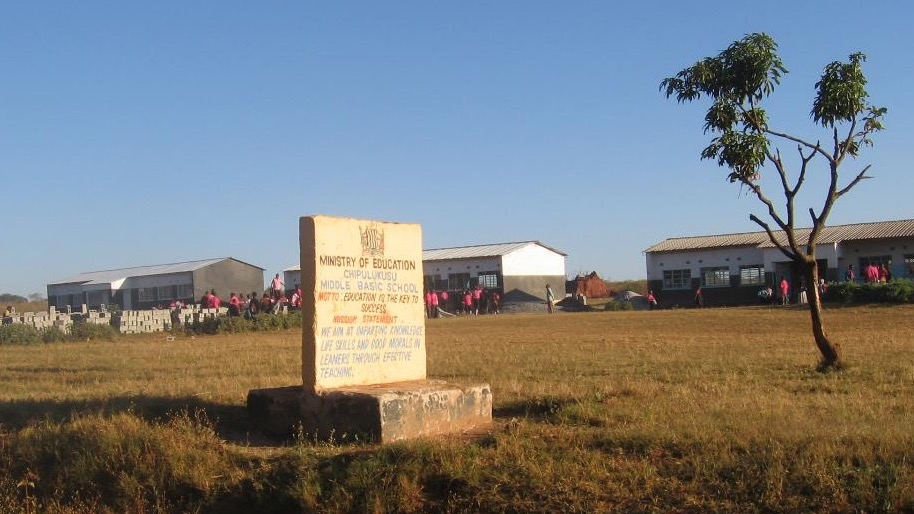 MINISTRY OF EDUCATION
CHIPULUKUSU
MIDDLE BASIC SCHOOL
MOTTO: EDUCATION IS THE KEY TO
SUCCESS
MISSION STATEMENT
WE AIM AT IMPARTING KNOWLEDGE
LIFE SKILLS AND GOOD MORALS IN
LEANERS THROUGH EFFECTIVE
TEACHING.